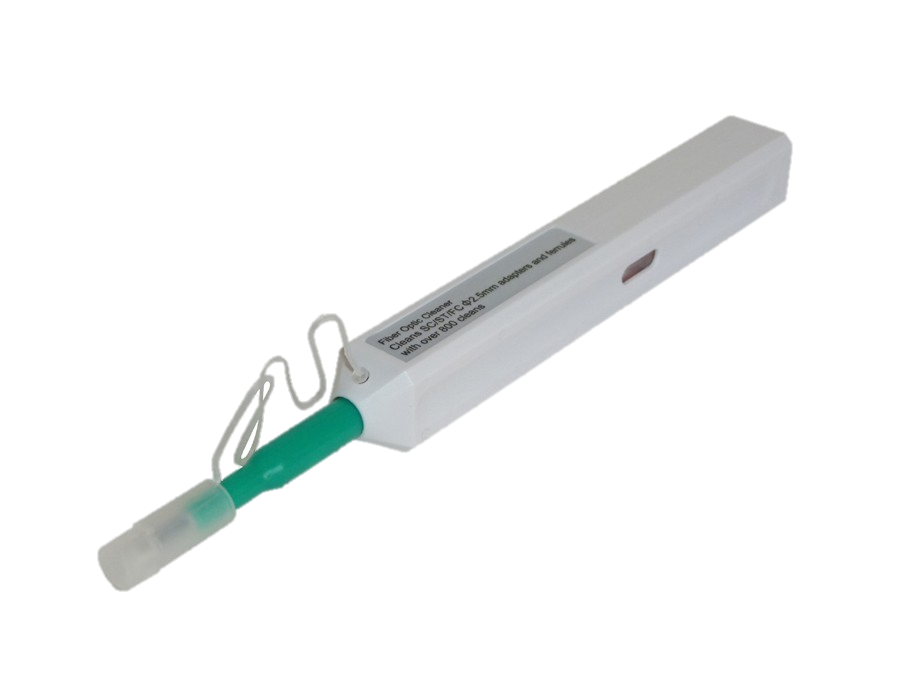 Fiber Optic Cleaner
Cleans SC/ST/FC Φ2.5mm adapters and ferrules
with over 800 cleans